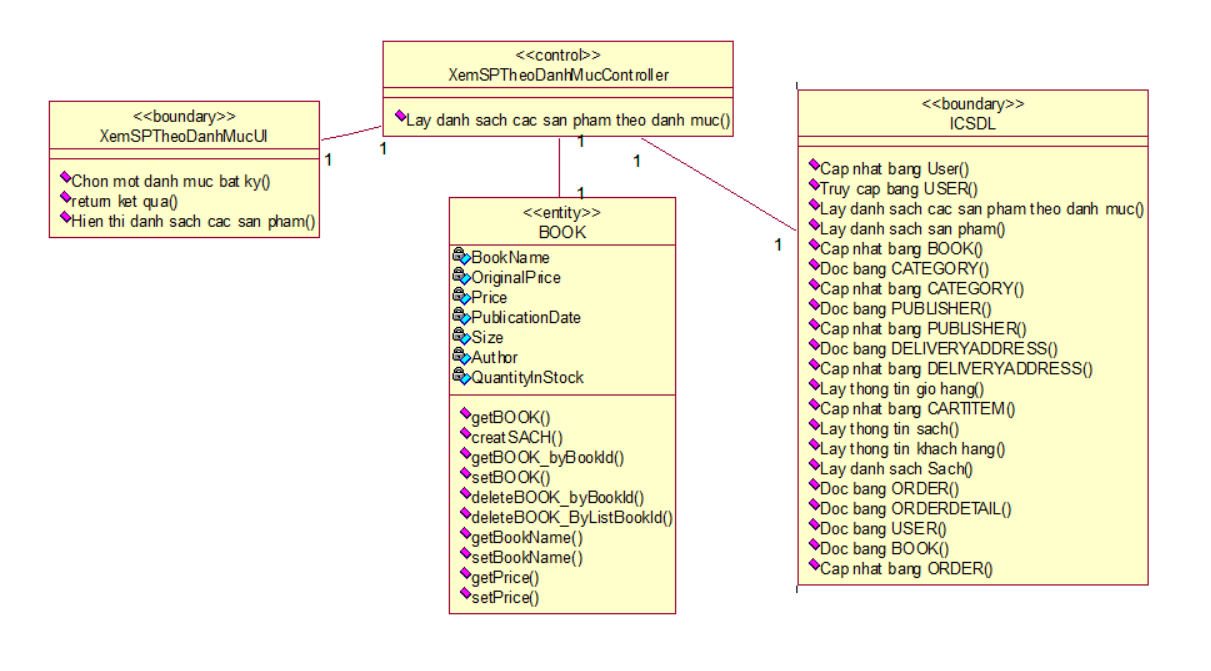 <<control>>
XemSPTheoDanhMucController
Lay danh sach cac san pham theo danh muc()
<<boundary>>
XemSPTheoDanhMucUI
Chon mot danh muc bat ky()
return ket qua()
Hien thi danh sach cac san pham()
1
1
1
1
1
1
<<entity>>
BOOK
BookName
OriginalPrice
Price
PublicationDate
Size
Author
QuantityInStock
getBOOK()
creatSACH()
getBOOK_byBookId()
setBOOK()
deleteBOOK_byBookId()
deleteBOOK_ByListBookId()
getBookName()
setBookName()
getPrice()
setPrice()
<<boundary>>
ICSDL
Cap nhat bang User()
Truy cap bang USER()
Lay danh sach cac san pham theo danh muc()
Lay danh sach san pham()
Cap nhat bang BOOK()
Doc bang CATEGORY()
Cap nhat bang CATEGORY()
Doc bang PUBLISHER()
Cap nhat bang PUBLISHER()
Doc bang DELIVERYADDRESS()
Cap nhat bang DELIVERYADDRESS()
Lay thong tin gio hang()
Cap nhat bang CARTITEM()
Lay thong tin sach()
Lay thong tin khach hang()
Lay danh sach Sach()
Doc bang ORDER()
Doc bang ORDERDETAIL()
Doc bang USER()
Doc bang BOOK()
Cap nhat bang ORDER()